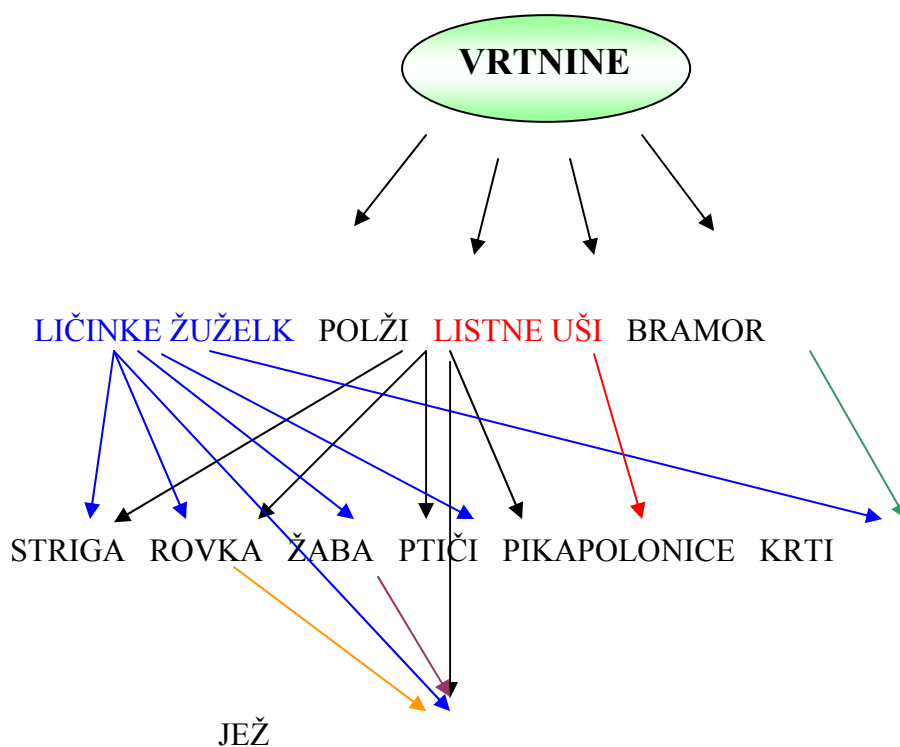 VRTNINE
LIČINKE ŽUŽELK POLŽI LISTNE UŠI BRAMOR
STRIGA ROVKA ŽABA PTIČI PIKAPOLONICE KRTI
JEŽ